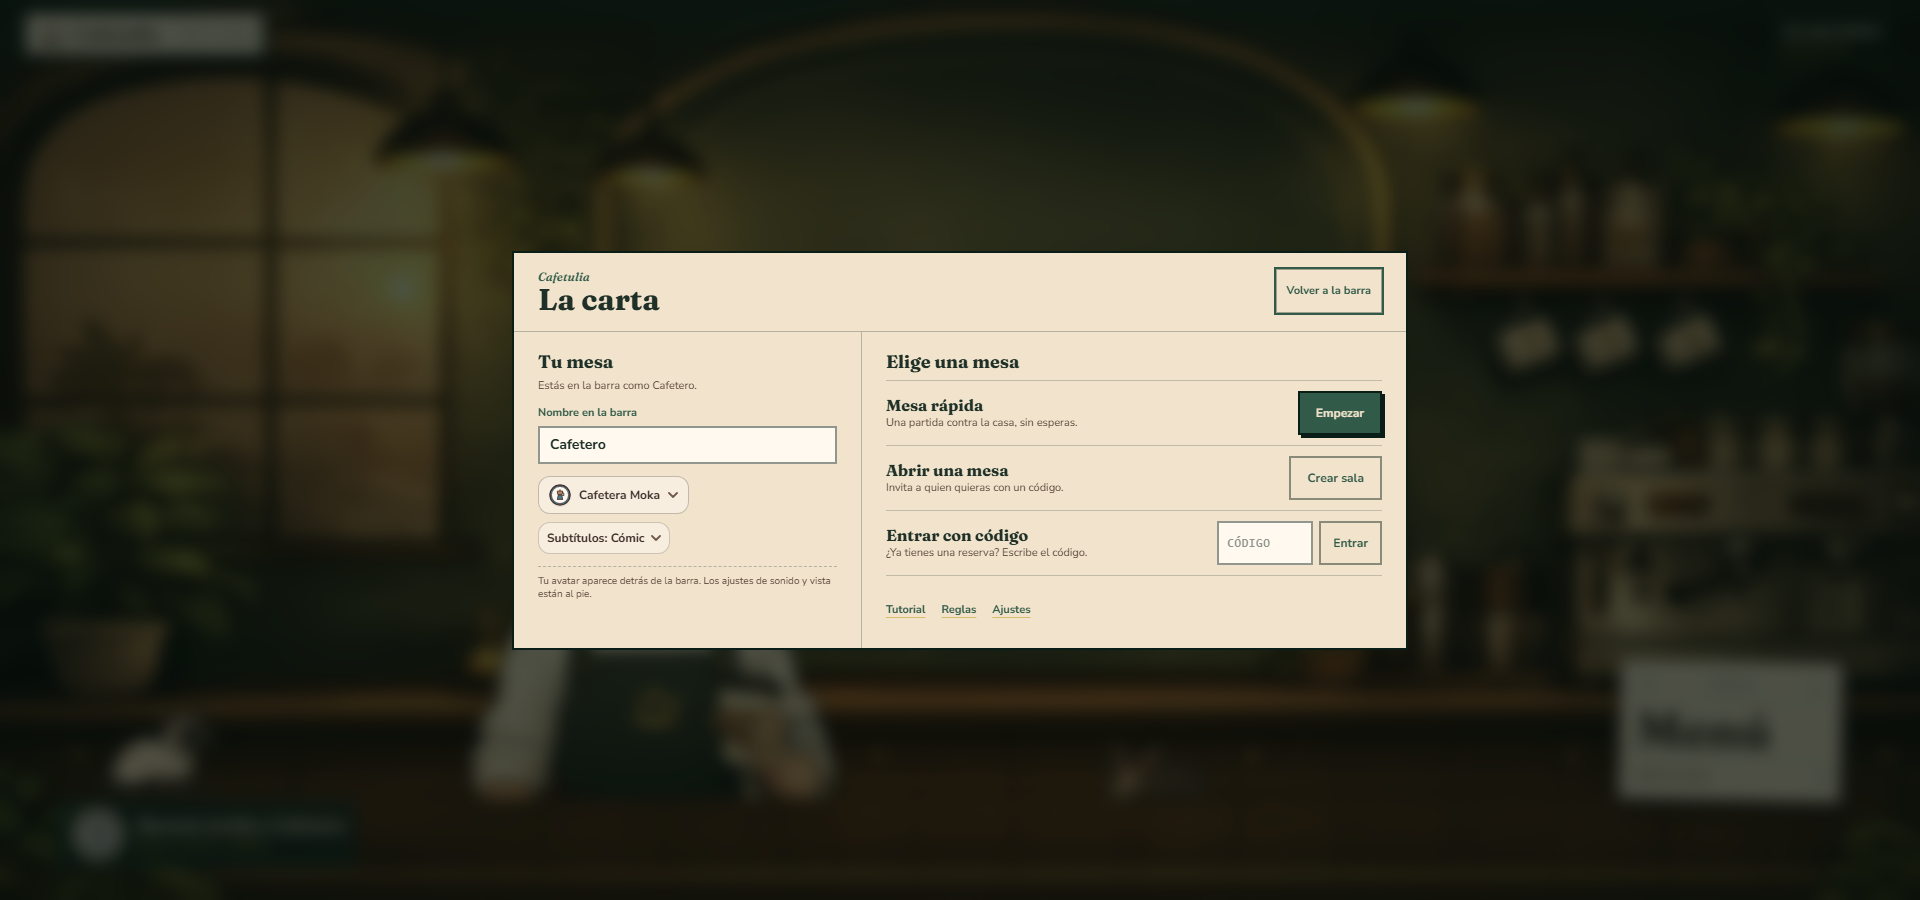 Cafetulia
La carta
Volver a la barra
Tu mesa
Estás en la barra como Cafetero.
Nombre en la barra
Cafetero
Cafetera Moka
Subtítulos: Cómic
Tu avatar aparece detrás de la barra. Los ajustes de sonido y vista
están al pie.
Elige una mesa
Mesa rápida
Una partida contra la casa, sin esperas.
Empezar
Abrir una mesa
Invita a quien quieras con un código.
Crear sala
Entrar con código
¿Ya tienes una reserva? Escribe el código.
CÓDIGO
Entrar
Tutorial Reglas Ajustes
Menú